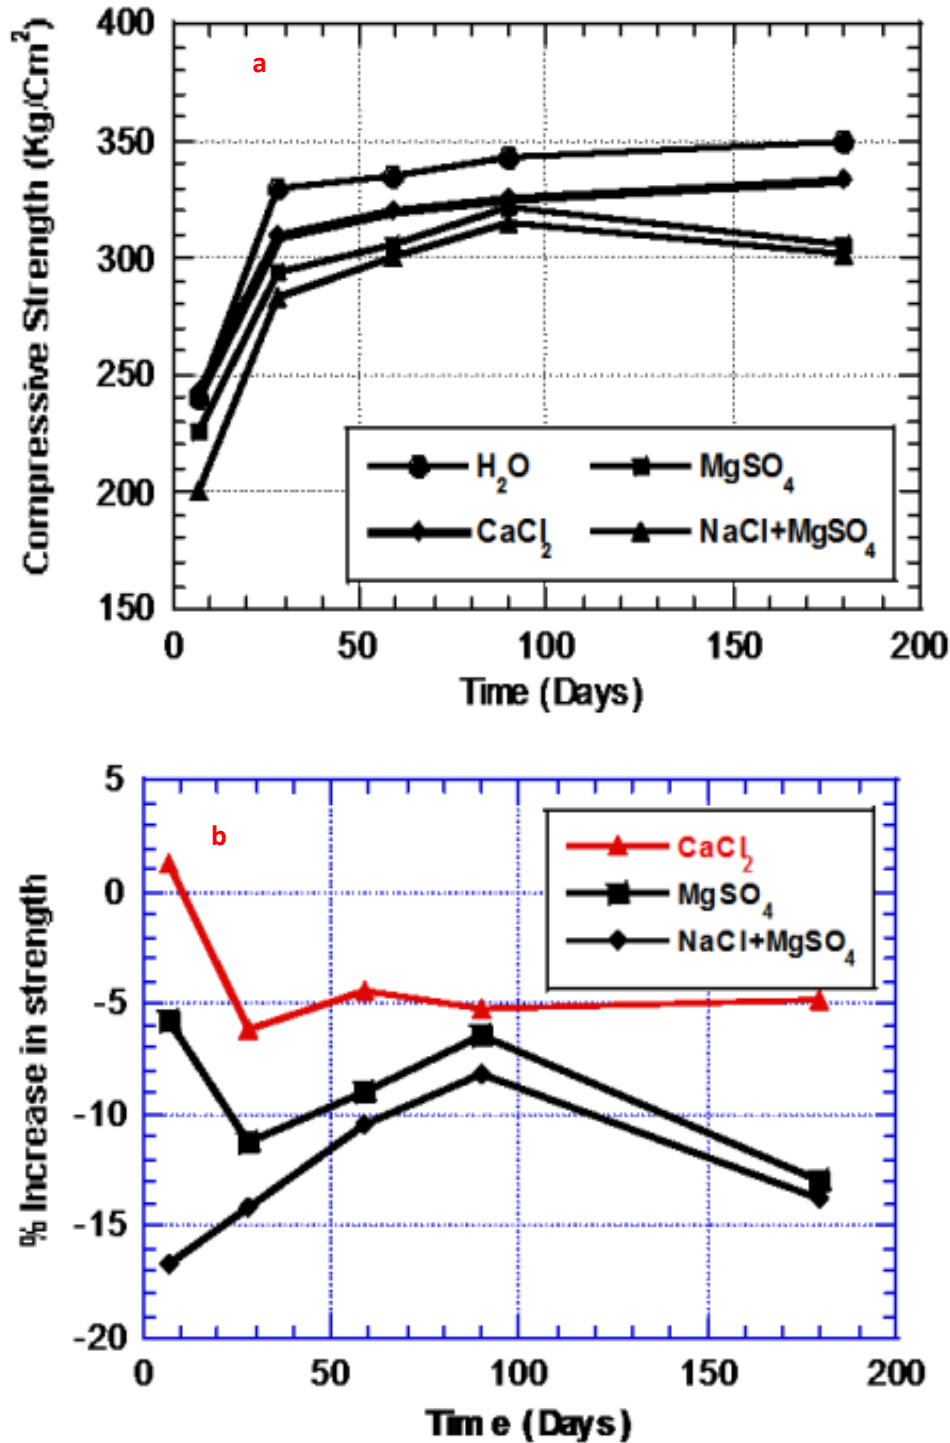 a
Compressive Strength (Kg/Cm²)
400
350
300
250
200
150
H₂O MgSO₄
CaCl₂ NaCl+MgSO₄
0 50 100 150 200
Time (Days)
b
% Increase in strength
5
0
-5
-10
-15
-20
CaCl₂
MgSO₄
NaCl+MgSO₄
0 50 100 150 200
Time (Days)